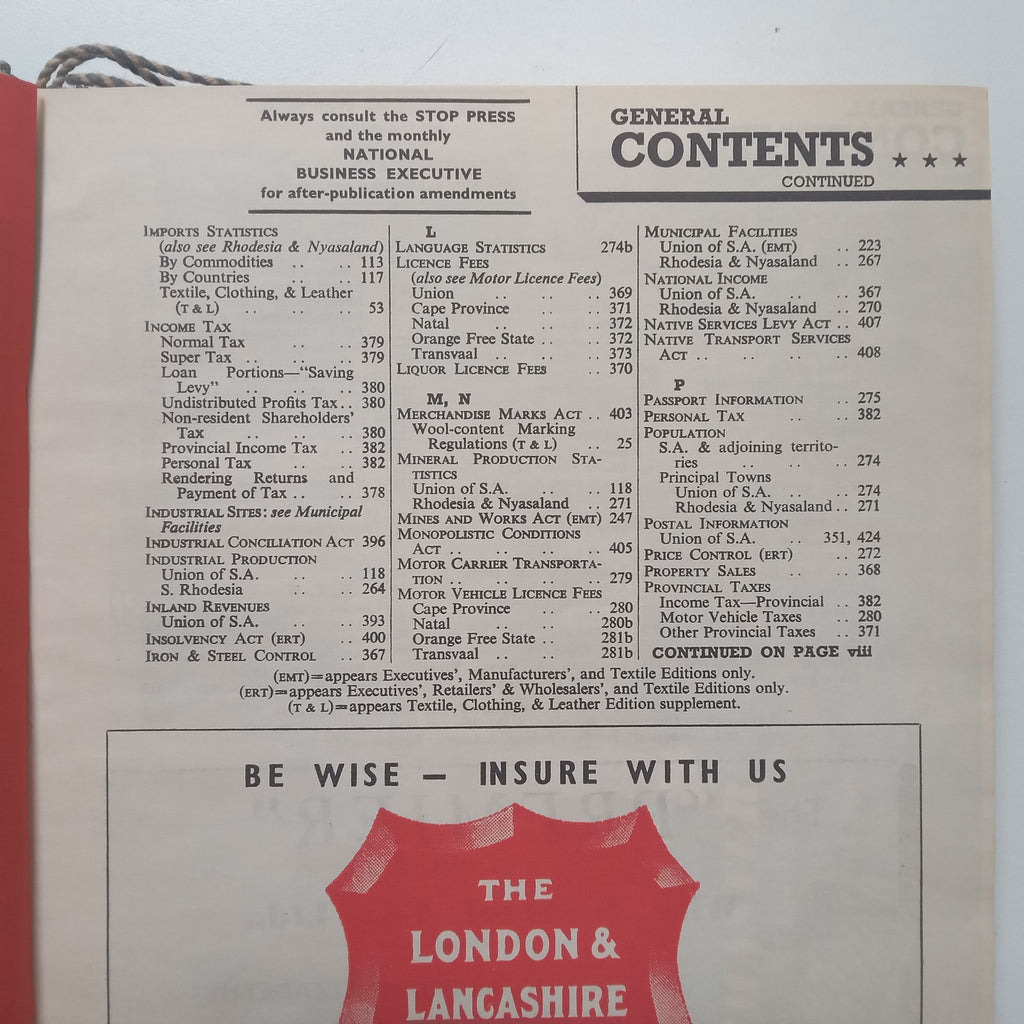 Always consult the STOP PRESS
and the monthly
NATIONAL
BUSINESS EXECUTIVE
for after-publication amendments
GENERAL
CONTENTS ★ ★ ★
CONTINUED
IMPORTS STATISTICS
(also see Rhodesia & Nyasaland)
By Commodities .. .. 113
By Countries .. .. 117
Textile, Clothing, & Leather
(T & L) .. .. .. 53
INCOME TAX
Normal Tax .. .. 379
Super Tax .. .. .. 379
Loan Portions—"Saving
Levy" .. .. .. 380
Undistributed Profits Tax .. 380
Non-resident Shareholders'
Tax .. .. .. 380
Provincial Income Tax .. 382
Personal Tax .. .. 382
Rendering Returns and
Payment of Tax .. .. 378
INDUSTRIAL SITES: see Municipal
Facilities
INDUSTRIAL CONCILIATION ACT 396
INDUSTRIAL PRODUCTION
Union of S.A. .. .. 118
S. Rhodesia .. .. 264
INLAND REVENUES
Union of S.A. .. .. 393
INSOLVENCY ACT (ERT) .. 400
IRON & STEEL CONTROL .. 367
L
LANGUAGE STATISTICS 274b
LICENCE FEES
(also see Motor Licence Fees)
Union .. .. .. 369
Cape Province .. .. 371
Natal .. .. .. 372
Orange Free State .. .. 372
Transvaal .. .. .. 373
LIQUOR LICENCE FEES .. 370
M, N
MERCHANDISE MARKS ACT .. 403
Wool-content Marking
Regulations (T & L) .. 25
MINERAL PRODUCTION STA-
TISTICS
Union of S.A. .. .. 118
Rhodesia & Nyasaland .. 271
MINES AND WORKS ACT (EMT) 247
MONOPOLISTIC CONDITIONS
ACT .. .. .. .. 405
MOTOR CARRIER TRANSPORTA-
TION .. .. .. .. 279
MOTOR VEHICLE LICENCE FEES
Cape Province .. .. 280
Natal .. .. .. 280b
Orange Free State .. .. 281b
Transvaal .. .. .. 281b
MUNICIPAL FACILITIES
Union of S.A. (EMT) .. 223
Rhodesia & Nyasaland .. 267
NATIONAL INCOME
Union of S.A. .. .. 367
Rhodesia & Nyasaland .. 270
NATIVE SERVICES LEVY ACT .. 407
NATIVE TRANSPORT SERVICES
ACT .. .. .. .. 408
P
PASSPORT INFORMATION .. 275
PERSONAL TAX .. .. 382
POPULATION
S.A. & adjoining territo-
ries .. .. .. 274
Principal Towns
Union of S.A. .. .. 274
Rhodesia & Nyasaland .. 271
POSTAL INFORMATION
Union of S.A. .. 351, 424
PRICE CONTROL (ERT) .. 272
PROPERTY SALES .. .. 368
PROVINCIAL TAXES
Income Tax—Provincial .. 382
Motor Vehicle Taxes .. 280
Other Provincial Taxes .. 371
CONTINUED ON PAGE viii
(EMT)=appears Executives', Manufacturers', and Textile Editions only.
(ERT)=appears Executives', Retailers' & Wholesalers', and Textile Editions only.
(T & L)=appears Textile, Clothing, & Leather Edition supplement.
BE WISE — INSURE WITH US
THE
LONDON &
LANCASHIRE